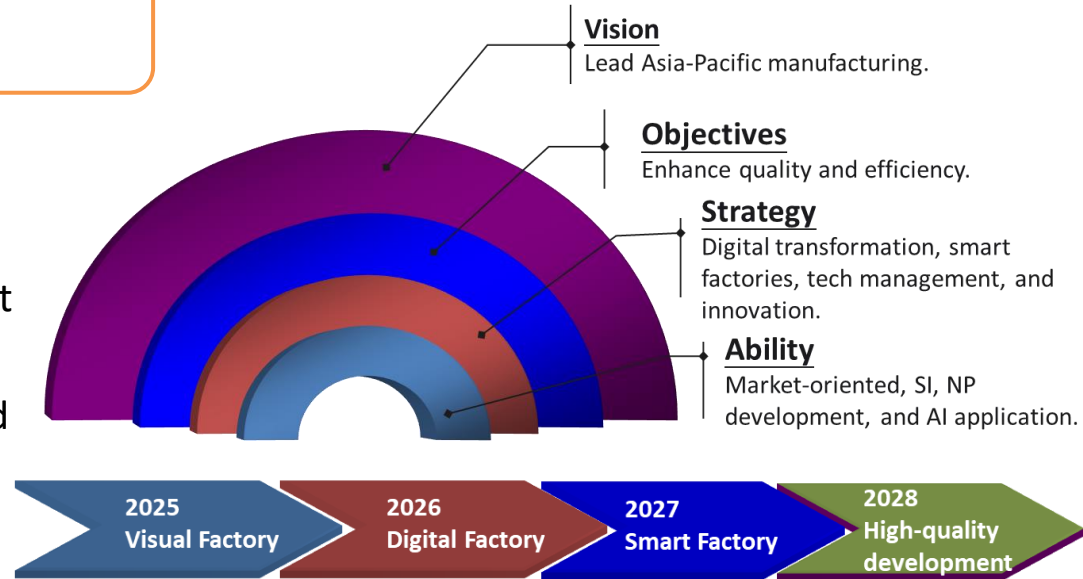 Vision
Lead Asia-Pacific manufacturing.
Objectives
Enhance quality and efficiency.
Strategy
Digital transformation, smart
factories, tech management, and
innovation.
Ability
Market-oriented, SI, NP
development, and AI application.
2025
Visual Factory
2026
Digital Factory
2027
Smart Factory
2028
High-quality
development